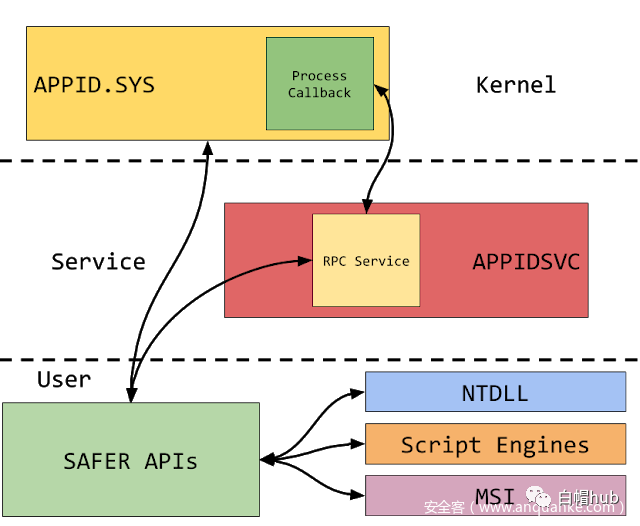 APPID.SYS
Process
Callback
Kernel
Service
RPC Service
APPIDSVC
User
SAFER APIs
NTDLL
Script Engines
MSI
白帽hub
安全客（www.anquanke.com）